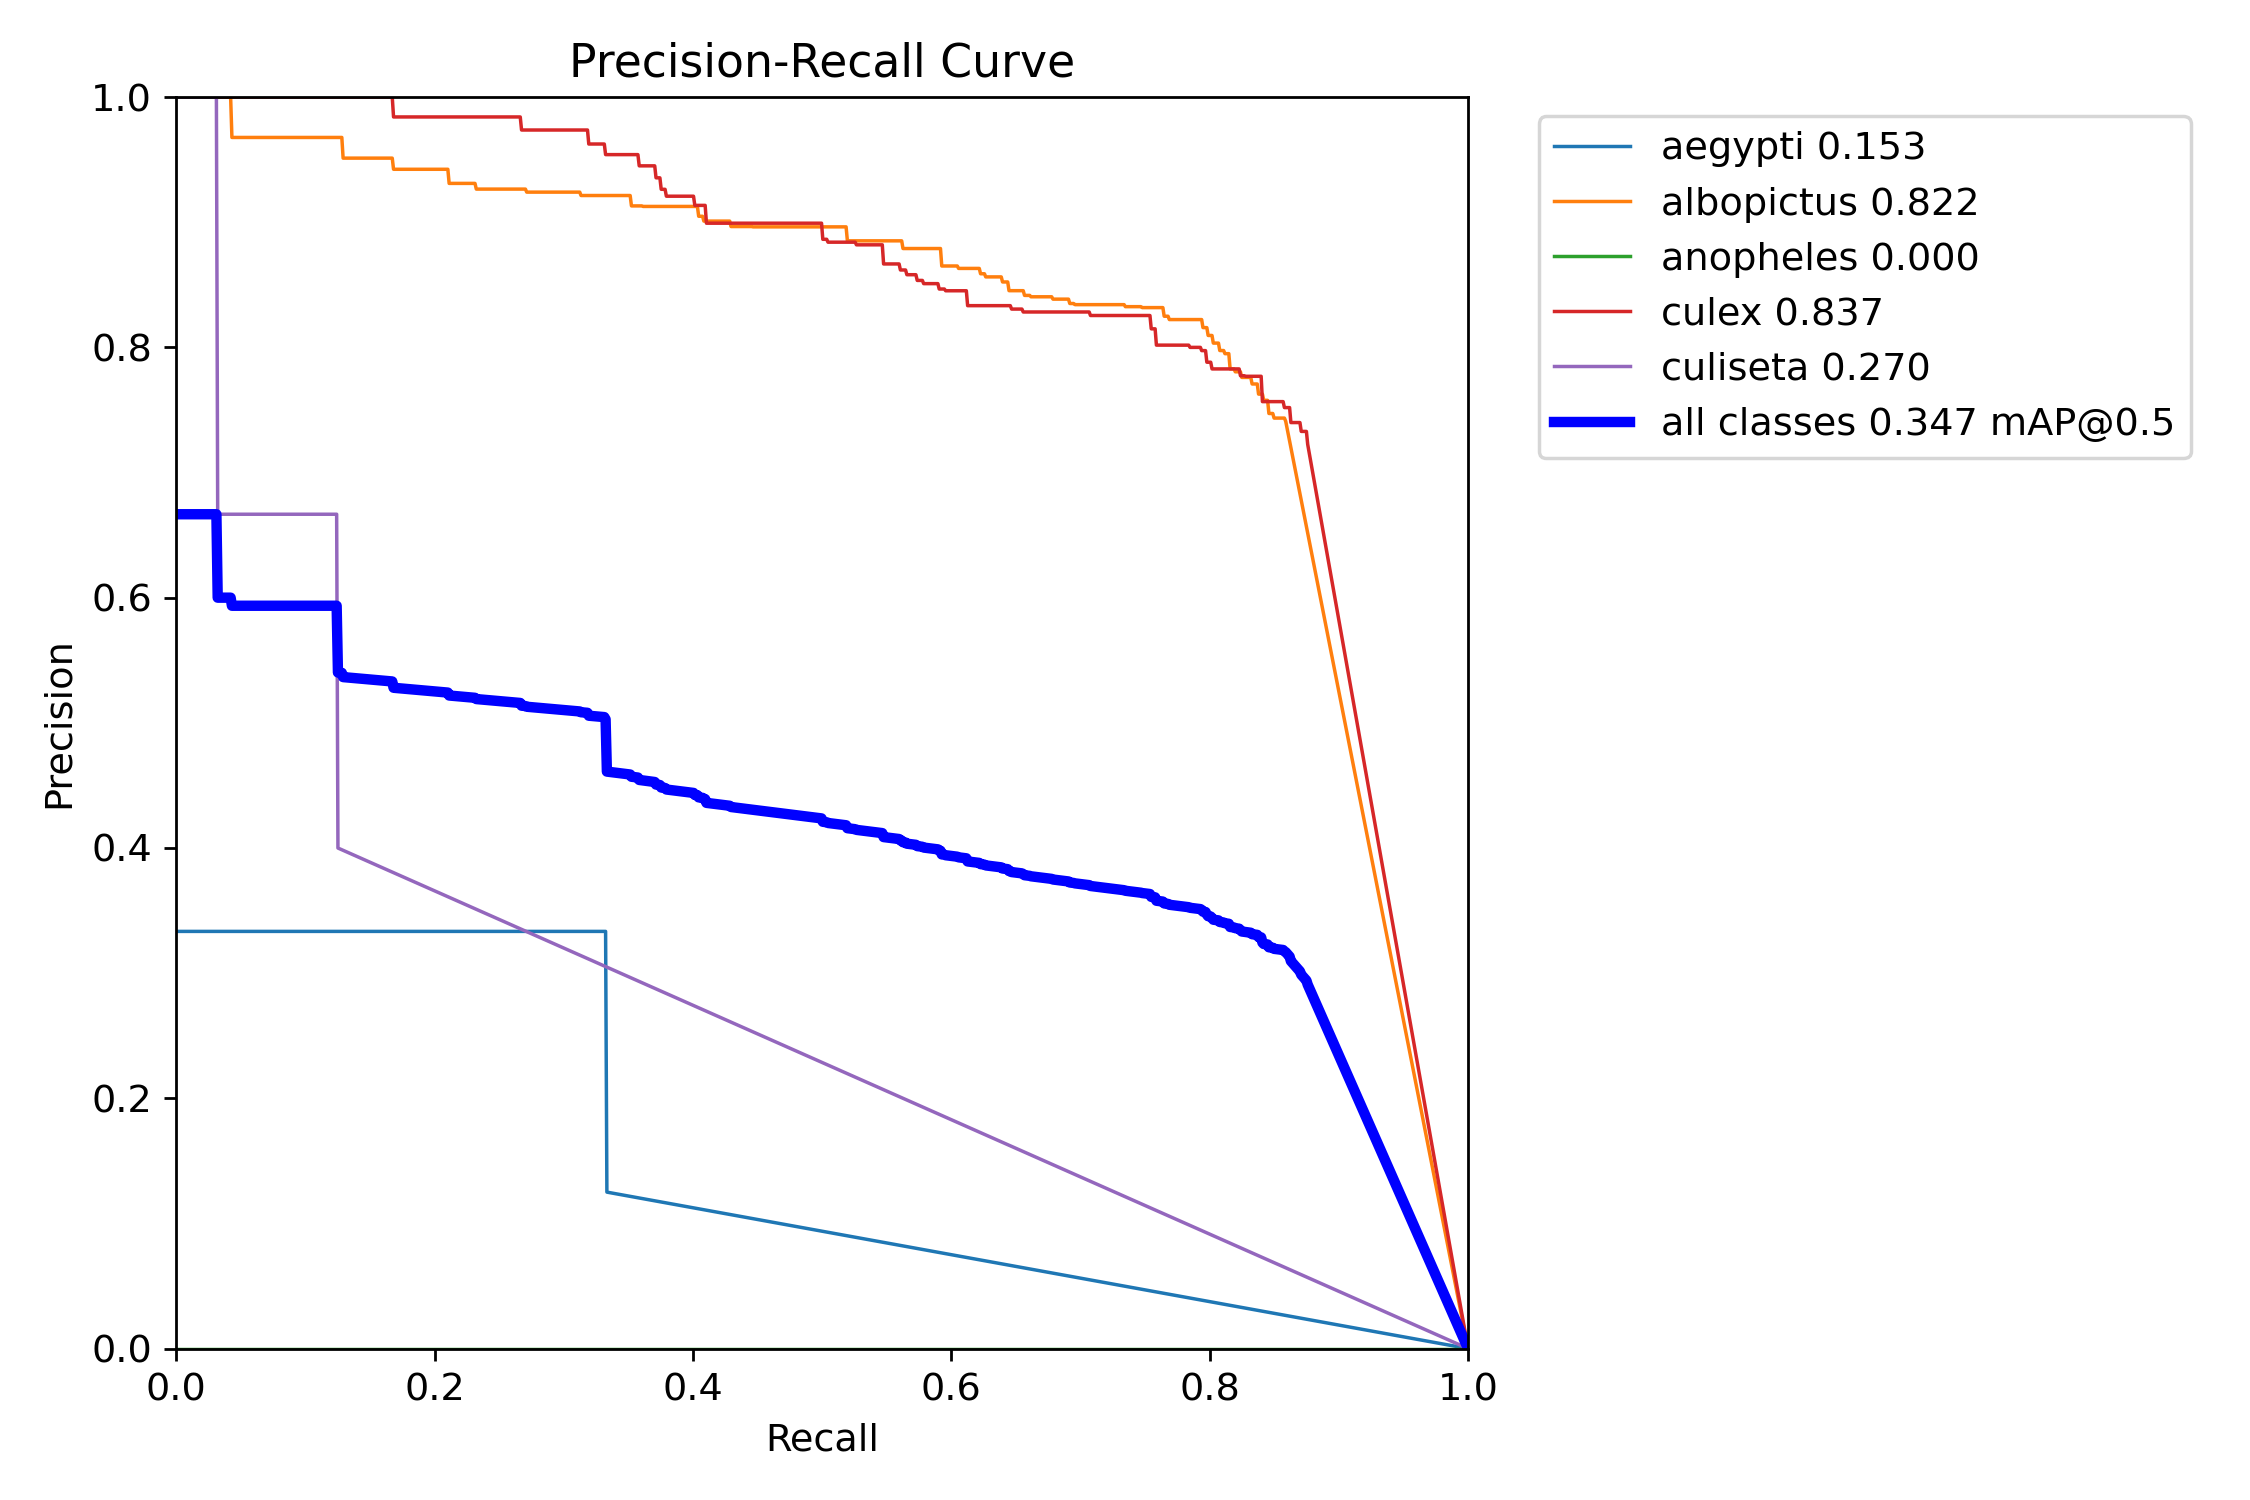 Precision-Recall Curve
1.0
0.8
0.6
0.4
0.2
0.0
Precision
0.0 0.2 0.4 0.6 0.8 1.0
Recall
aegypti 0.153
albopictus 0.822
anopheles 0.000
culex 0.837
culiseta 0.270
all classes 0.347 mAP@0.5